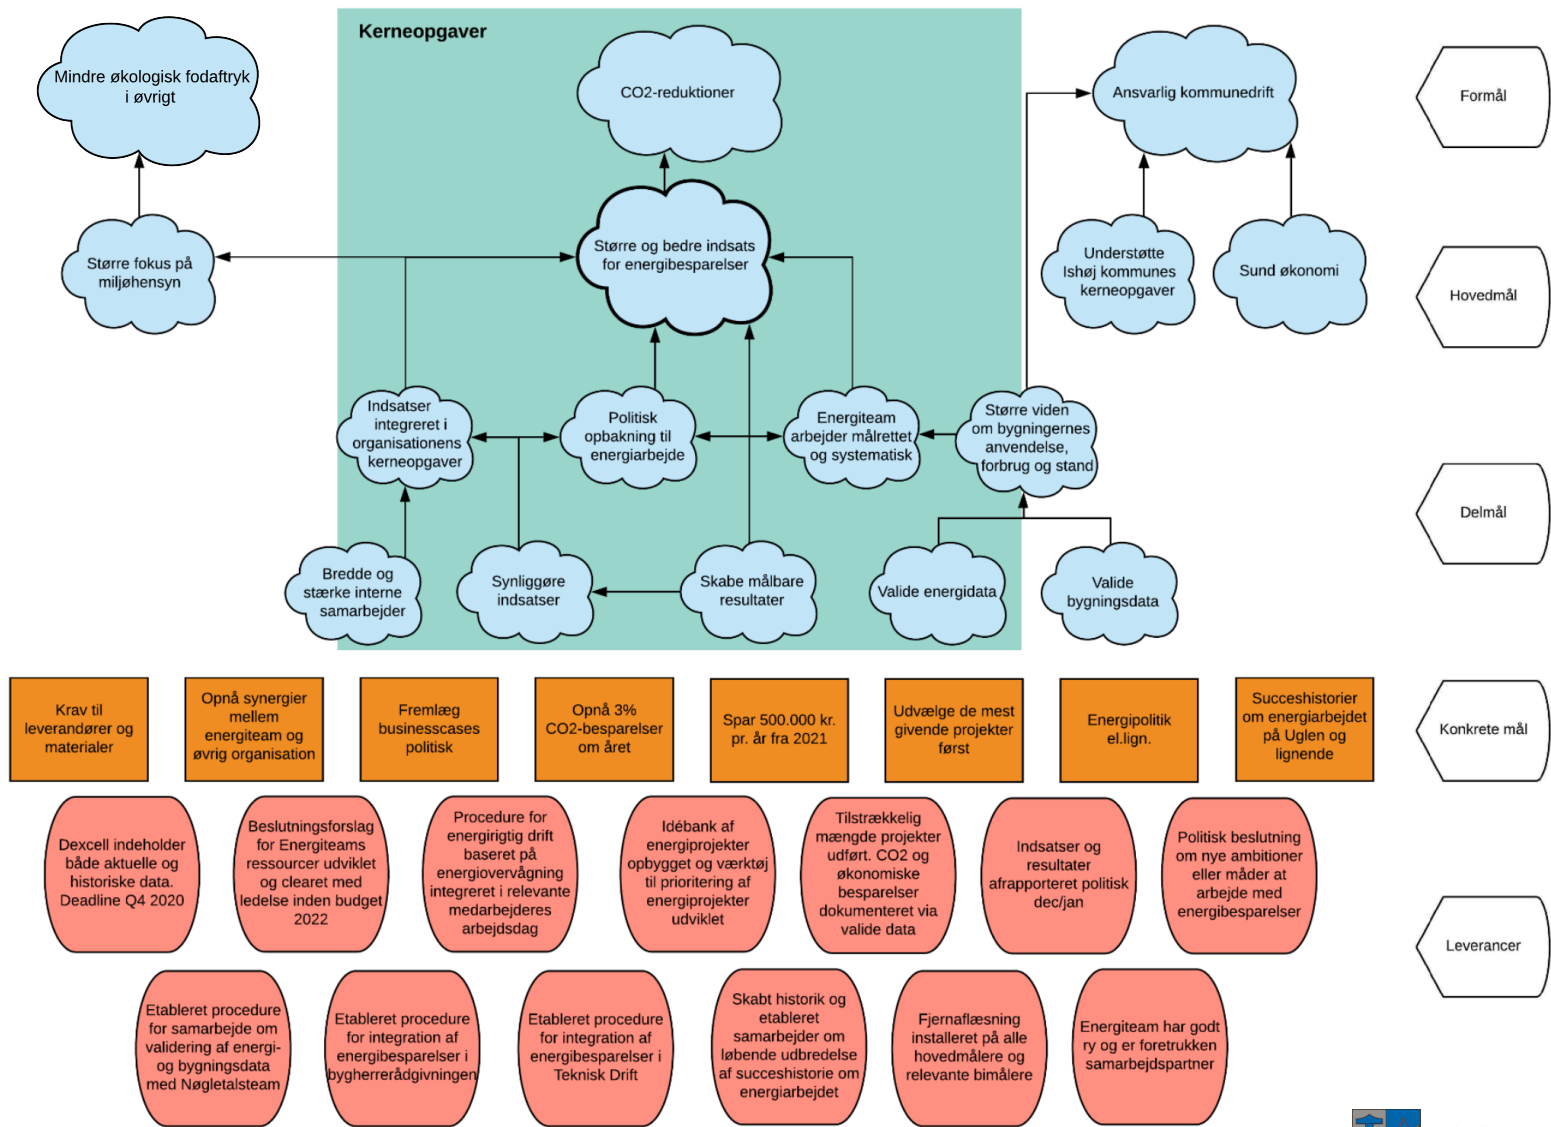 Kerneopgaver
Mindre økologisk fodaftryk
i øvrigt
CO2-reduktioner
Ansvarlig kommunedrift
Formål
Større fokus på
miljøhensyn
Større og bedre indsats
for energibesparelser
Understøtte
Ishøj kommunes
kerneopgaver
Sund økonomi
Hovedmål
Indsatser
integreret i
organisationens
kerneopgaver
Politisk
opbakning til
energiarbejde
Energiteam
arbejder målrettet
og systematisk
Større viden
om bygningernes
anvendelse,
forbrug og stand
Delmål
Bredde og
stærke interne
samarbejder
Synliggøre
indsatser
Skabe målbare
resultater
Valide energidata
Valide
bygningsdata
Krav til
leverandører og
materialer
Opnå synergier
mellem
energiteam og
øvrig organisation
Fremlæg
businesscases
politisk
Opnå 3%
CO2-besparelser
om året
Spar 500.000 kr.
pr. år fra 2021
Udvælge de mest
givende projekter
først
Energipolitik
el.lign.
Succeshistorier
om energiarbejdet
på Uglen og
lignende
Konkrete mål
Dexcell indeholder
både aktuelle og
historiske data.
Deadline Q4 2020
Beslutningsforslag
for Energiteams
ressourcer udviklet
og clearet med
ledelse inden budget
2022
Procedure for
energirigtig drift
baseret på
energiovervågning
integreret i relevante
medarbejderes
arbejdsdag
Idébank af
energiprojekter
opbygget og værktøj
til prioritering af
energiprojekter
udviklet
Tilstrækkelig
mængde projekter
udført. CO2 og
økonomiske
besparelser
dokumenteret via
valide data
Indsatser og
resultater
afrapporteret politisk
dec/jan
Politisk beslutning
om nye ambitioner
eller måder at
arbejde med
energibesparelser
Leverancer
Etableret procedure
for samarbejde om
validering af energi-
og bygningsdata
med Nøgletalsteam
Etableret procedure
for integration af
energibesparelser i
bygherrerådgivningen
Etableret procedure
for integration af
energibesparelser i
Teknisk Drift
Skabt historik og
etableret
samarbejder om
løbende udbredelse
af succeshistorie om
energiarbejdet
Fjernaflæsning
installeret på alle
hovedmålere og
relevante bimålere
Energiteam har godt
ry og er foretrukken
samarbejdspartner